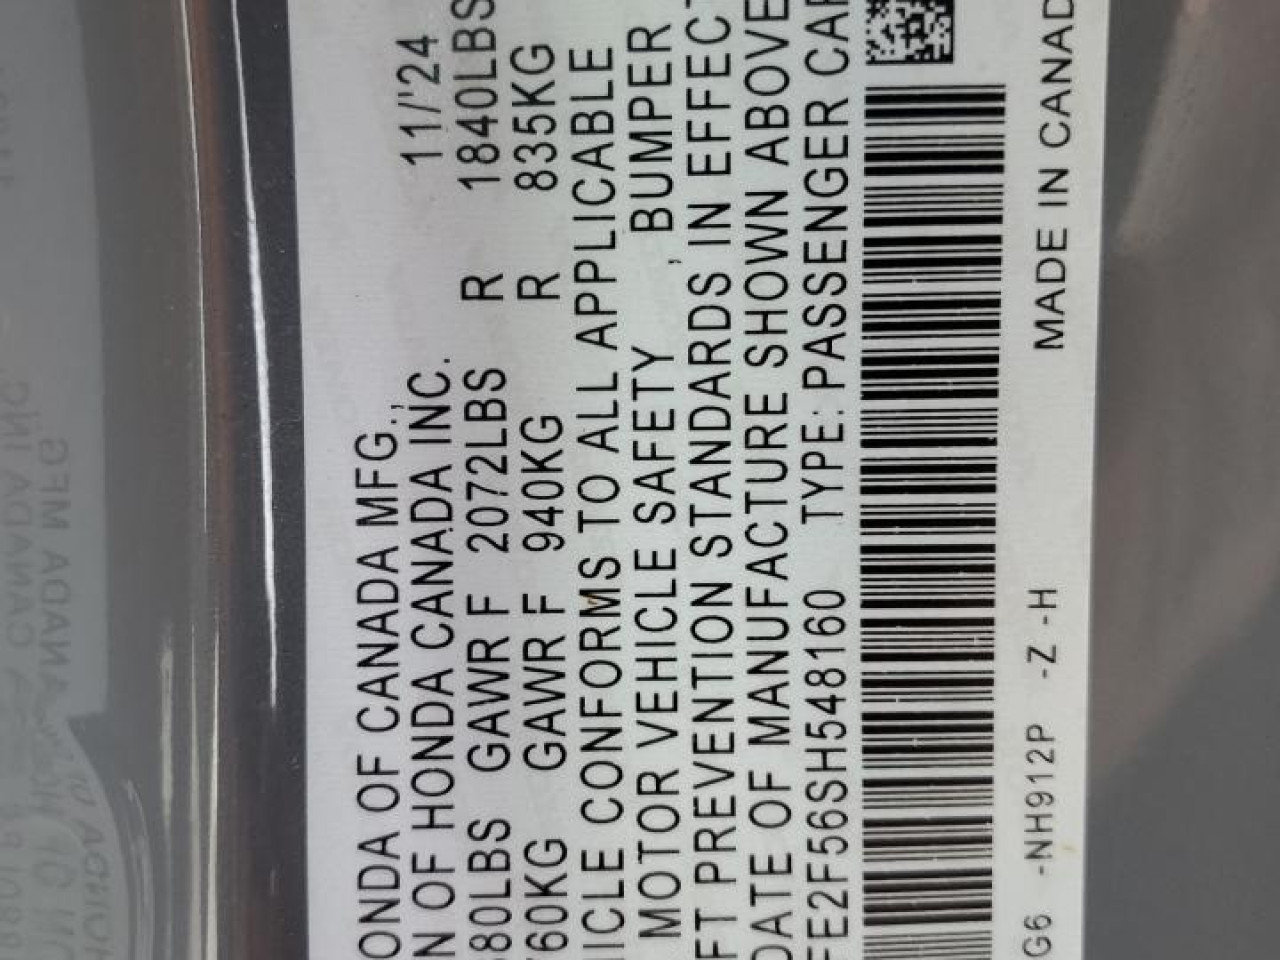 ONDA OF CANADA MFG., 11/'24
N OF HONDA CANADA INC.
80LBS GAWR F 2072LBS R 1840LBS
60KG GAWR F 940KG R 835KG
ICLE CONFORMS TO ALL APPLICABLE
MOTOR VEHICLE SAFETY , BUMPER
FT PREVENTION STANDARDS IN EFFECT
DATE OF MANUFACTURE SHOWN ABOVE
FE2F56SH548160 TYPE: PASSENGER CAR
G6 -NH912P -Z -H MADE IN CANAD